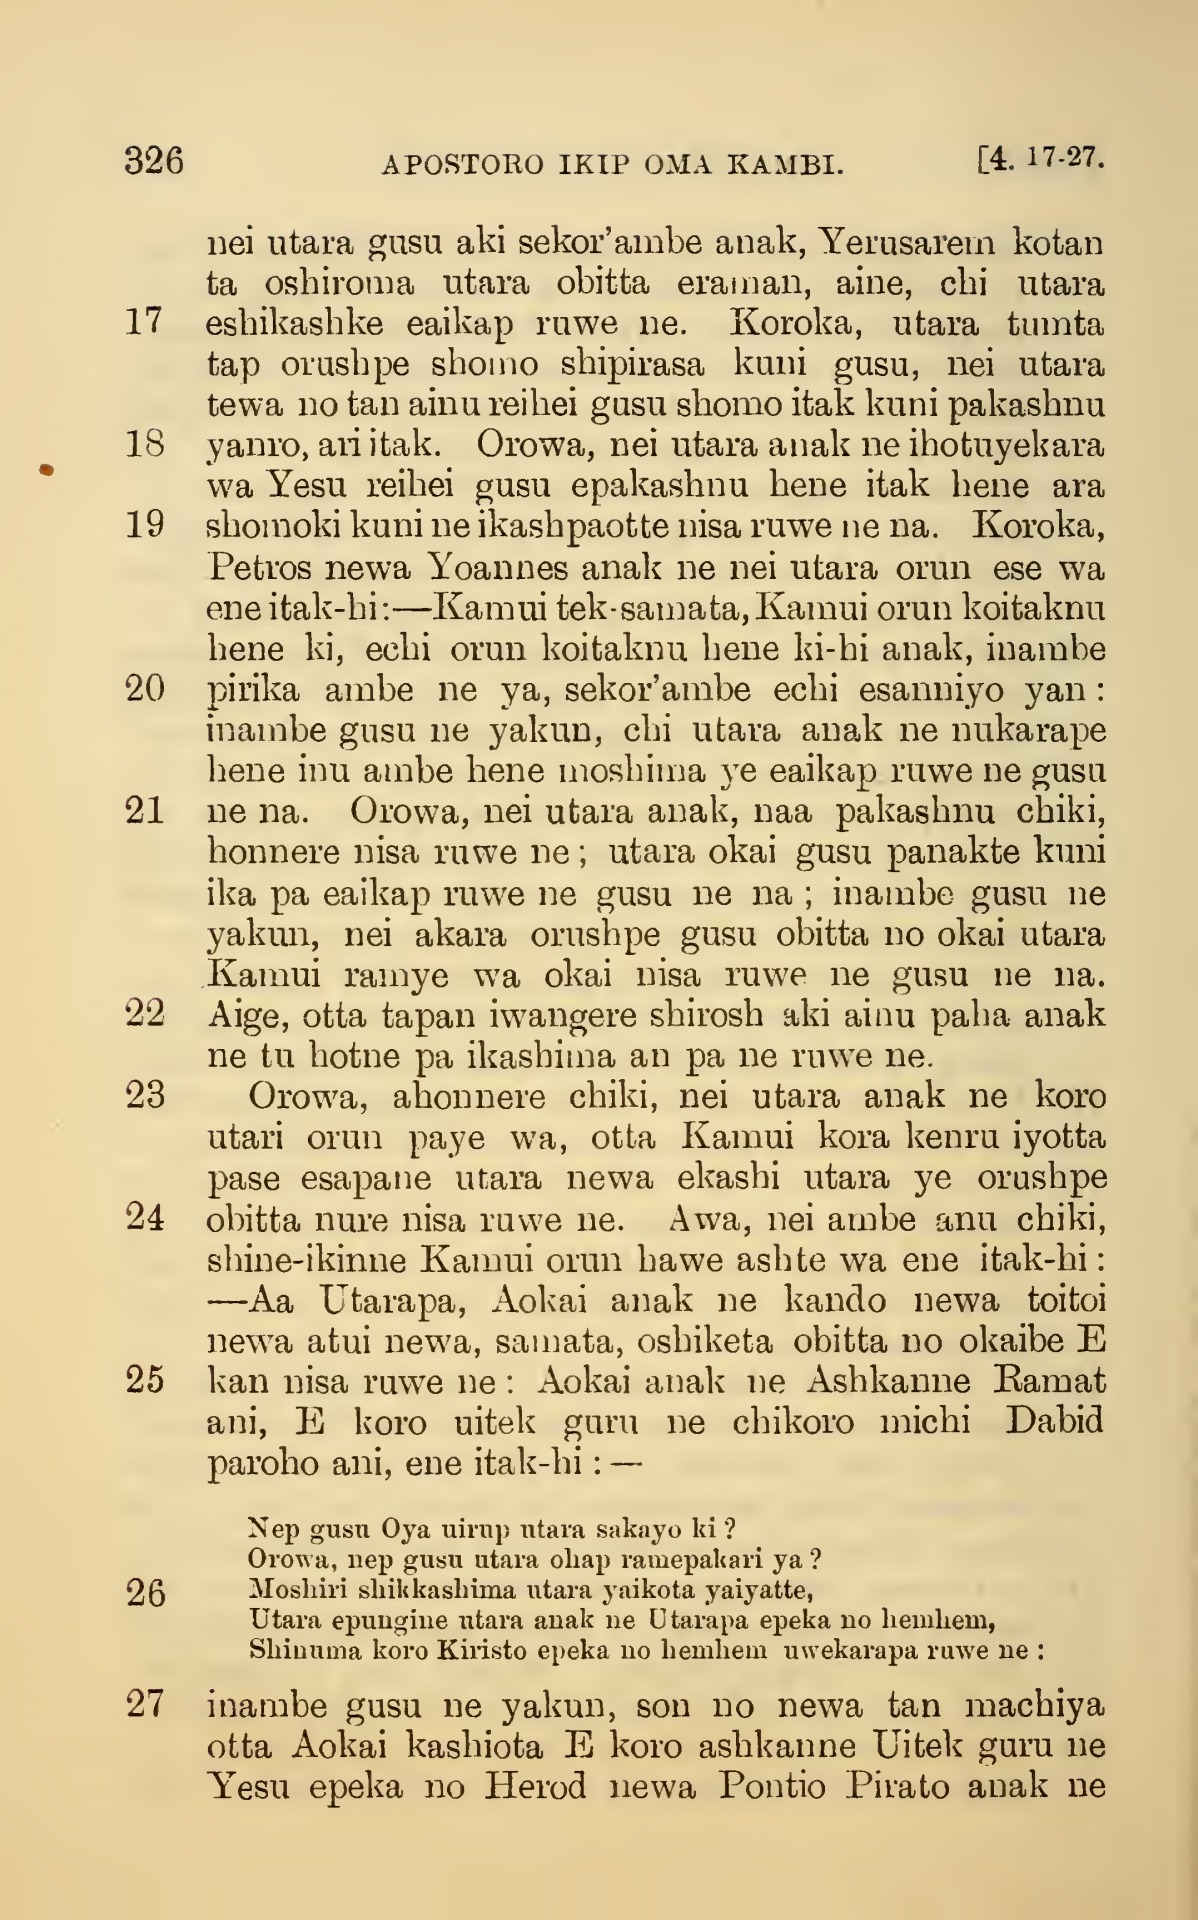 326 APOSTORO IKIP OMA KAMBI. [4. 17-27.
nei utara gusu aki sekor'ambe anak, Yerusarem kotan
ta oshiroma utara obitta eraman, aine, chi utara
17 eshikashke eaikap ruwe ne. Koroka, utara tumta
tap orushpe shomo shipirasa kuni gusu, nei utara
tewa no tan ainu reihei gusu shomo itak kuni pakashnu
18 yanro, ari itak. Orowa, nei utara anak ne ihotuyekara
wa Yesu reihei gusu epakashnu hene itak hene ara
19 shomoki kuni ne ikashpaotte nisa ruwe ne na. Koroka,
Petros newa Yoannes anak ne nei utara orun ese wa
ene itak-hi:—Kamui tek-samata, Kamui orun koitaknu
hene ki, echi orun koitaknu hene ki-hi anak, inambe
20 pirika ambe ne ya, sekor'ambe echi esanniyo yan :
inambe gusu ne yakun, chi utara anak ne nukarape
hene inu ambe hene moshima ye eaikap ruwe ne gusu
21 ne na. Orowa, nei utara anak, naa pakashnu chiki,
honnere nisa ruwe ne ; utara okai gusu panakte kuni
ika pa eaikap ruwe ne gusu ne na ; inambe gusu ne
yakun, nei akara orushpe gusu obitta no okai utara
Kamui ramye wa okai nisa ruwe ne gusu ne na.
22 Aige, otta tapan iwangere shirosh aki ainu paha anak
ne tu hotne pa ikashima an pa ne ruwe ne.
23 Orowa, ahonnere chiki, nei utara anak ne koro
utari orun paye wa, otta Kamui kora kenru iyotta
pase esapane utara newa ekashi utara ye orushpe
24 obitta nure nisa ruwe ne. Awa, nei ambe anu chiki,
shine-ikinne Kamui orun hawe ashte wa ene itak-hi :
—Aa Utarapa, Aokai anak ne kando newa toitoi
newa atui newa, samata, oshiketa obitta no okaibe E
25 kan nisa ruwe ne : Aokai anak ne Ashkanne Ramat
ani, E koro uitek guru ne chikoro michi Dabid
paroho ani, ene itak-hi : —
Nep gusu Oya uirup utara sakayo ki ?
Orowa, nep gusu utara ohap ramepakari ya ?
26 Moshiri shikkashima utara yaikota yaiyatte,
Utara epungine utara anak ne Utarapa epeka no hemhem,
Shinuma koro Kiristo epeka no hemhem uwekarapa ruwe ne :
27 inambe gusu ne yakun, son no newa tan machiya
otta Aokai kashiota E koro ashkanne Uitek guru ne
Yesu epeka no Herod newa Pontio Pirato anak ne